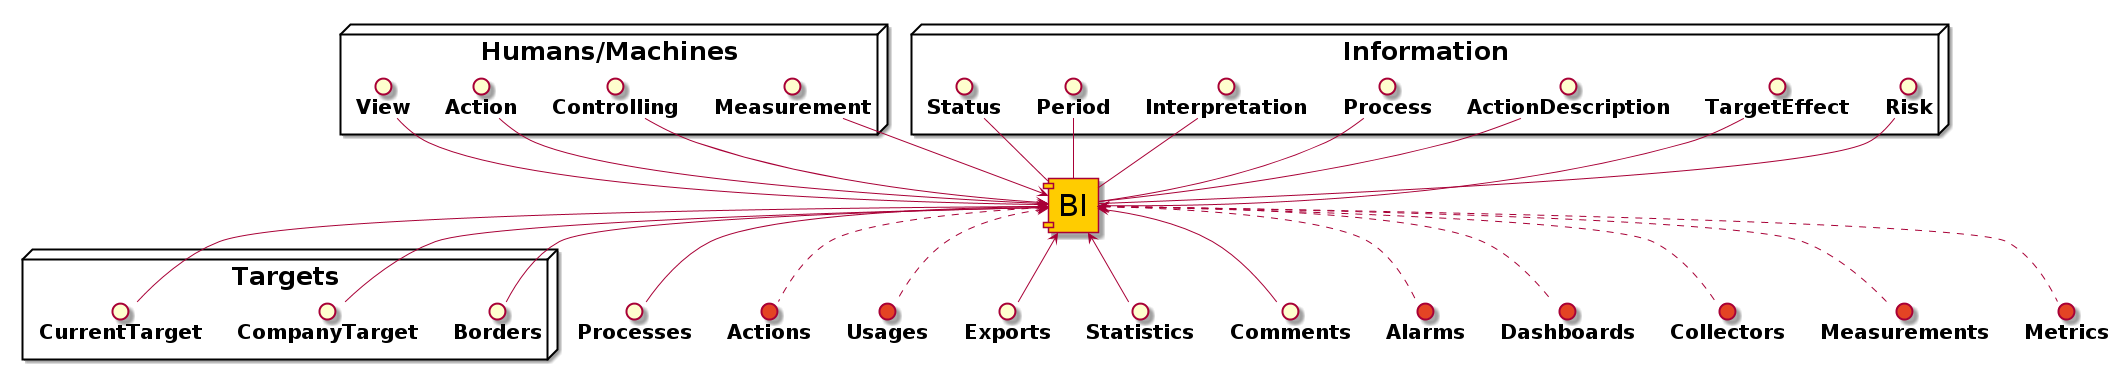 Humans/Machines
View Action Controlling Measurement
Information
Status Period Interpretation Process ActionDescription TargetEffect Risk
BI
Targets
CurrentTarget CompanyTarget Borders
Processes Actions Usages Exports Statistics Comments Alarms Dashboards Collectors Measurements Metrics